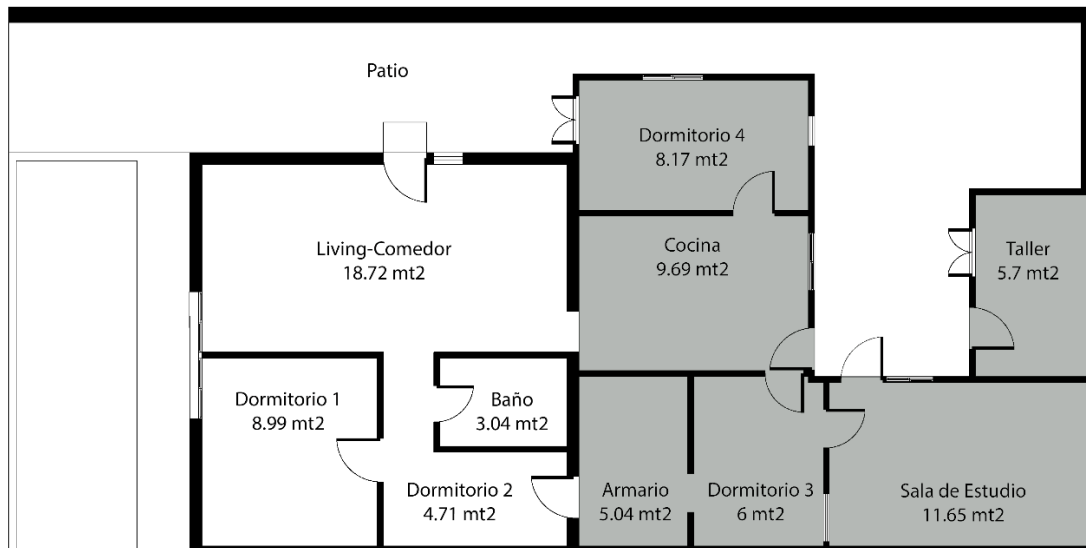 Patio
Dormitorio 4
8.17 mt2
Living-Comedor
18.72 mt2
Cocina
9.69 mt2
Taller
5.7 mt2
Dormitorio 1
8.99 mt2
Baño
3.04 mt2
Dormitorio 2
4.71 mt2
Armario
5.04 mt2
Dormitorio 3
6 mt2
Sala de Estudio
11.65 mt2